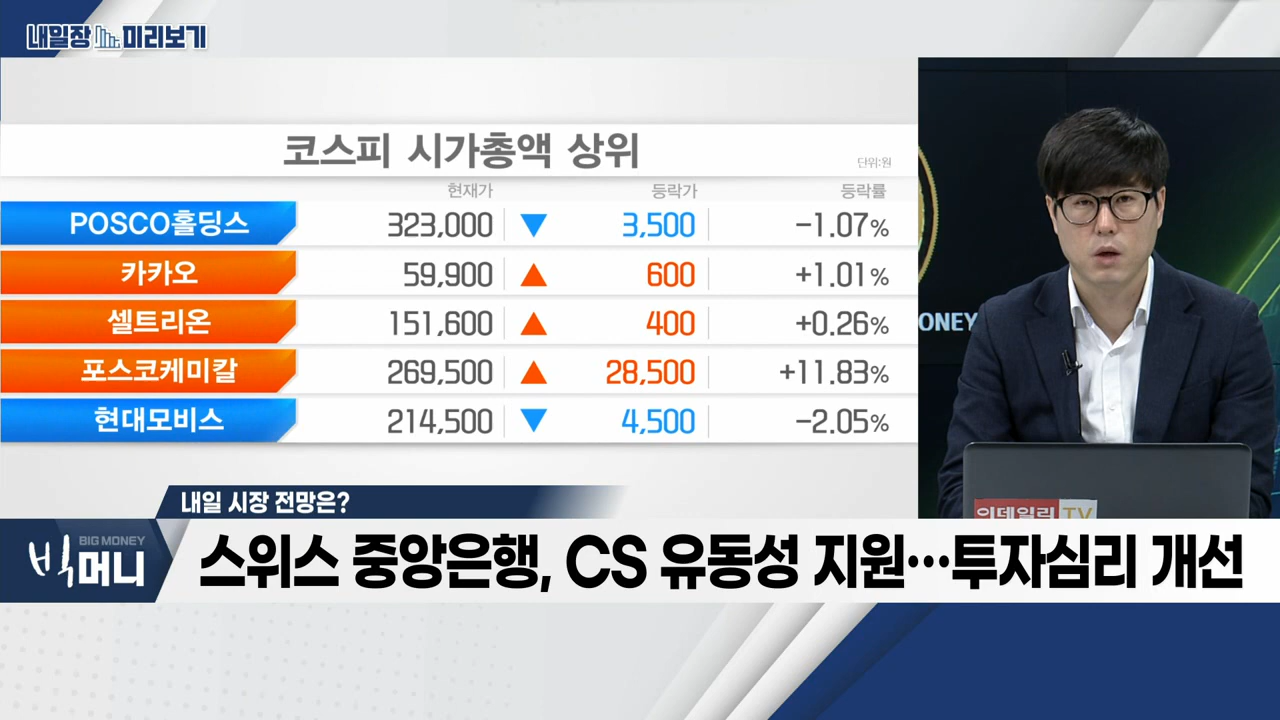 내일장 미리보기
코스피 시가총액 상위
단위:원
현재가 등락가 등락률
POSCO홀딩스 323,000 ▼ 3,500 -1.07%
카카오 59,900 ▲ 600 +1.01%
셀트리온 151,600 ▲ 400 +0.26%
포스코케미칼 269,500 ▲ 28,500 +11.83%
현대모비스 214,500 ▼ 4,500 -2.05%
ONEY
이데일리 TV
내일 시장 전망은?
BIG MONEY
빅머니
스위스 중앙은행, CS 유동성 지원…투자심리 개선